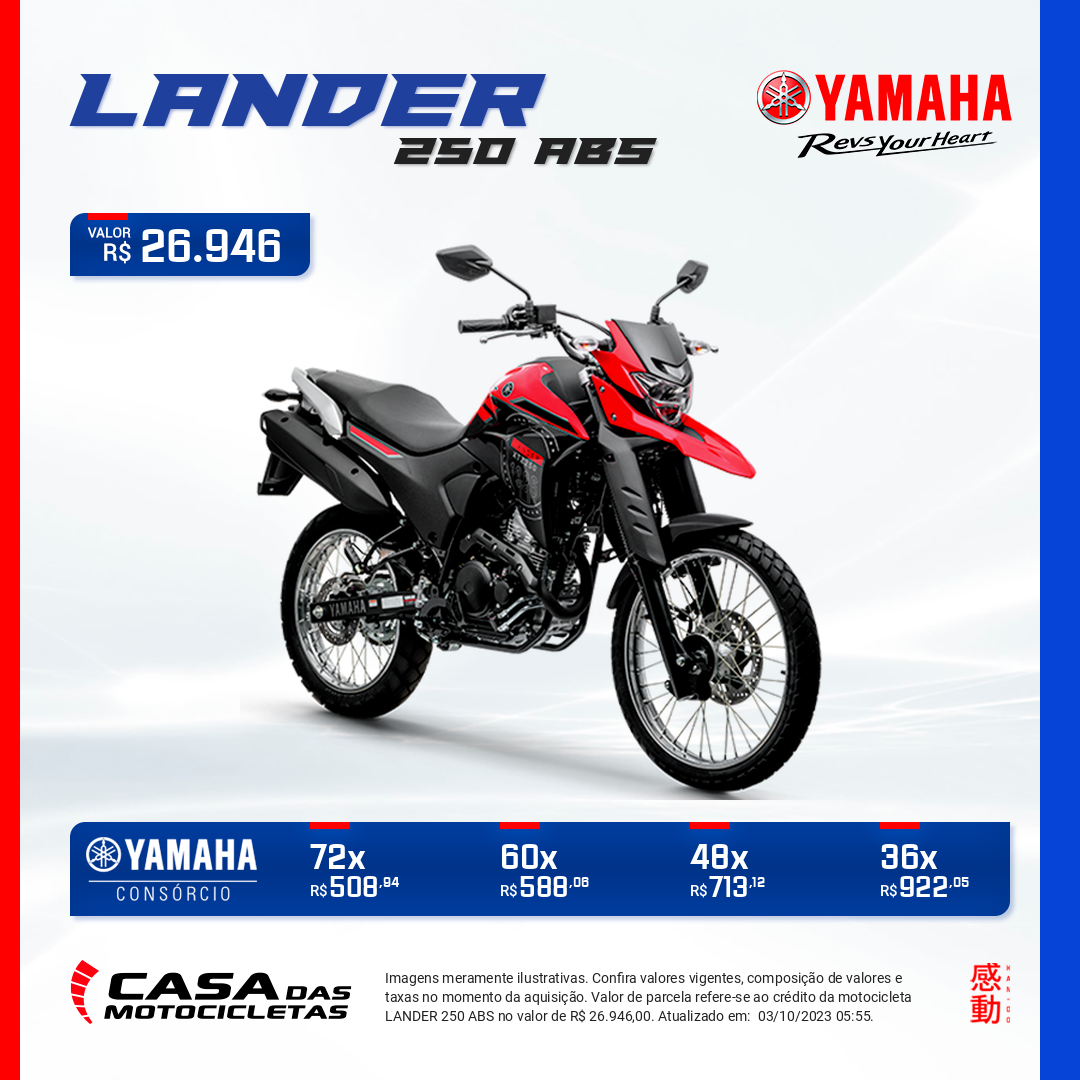 LANDER
250 ABS
YAMAHA
Revs Your Heart
VALOR
R$ 26.946
YAMAHA
YAMAHA
CONSÓRCIO
72x
R$ 508,94
60x
R$ 588,06
48x
R$ 713,12
36x
R$ 922,05
CASA DAS
MOTOCICLETAS
Imagens meramente ilustrativas. Confira valores vigentes, composição de valores e
taxas no momento da aquisição. Valor de parcela refere-se ao crédito da motocicleta
LANDER 250 ABS no valor de R$ 26.946,00. Atualizado em:  03/10/2023 05:55.
感動